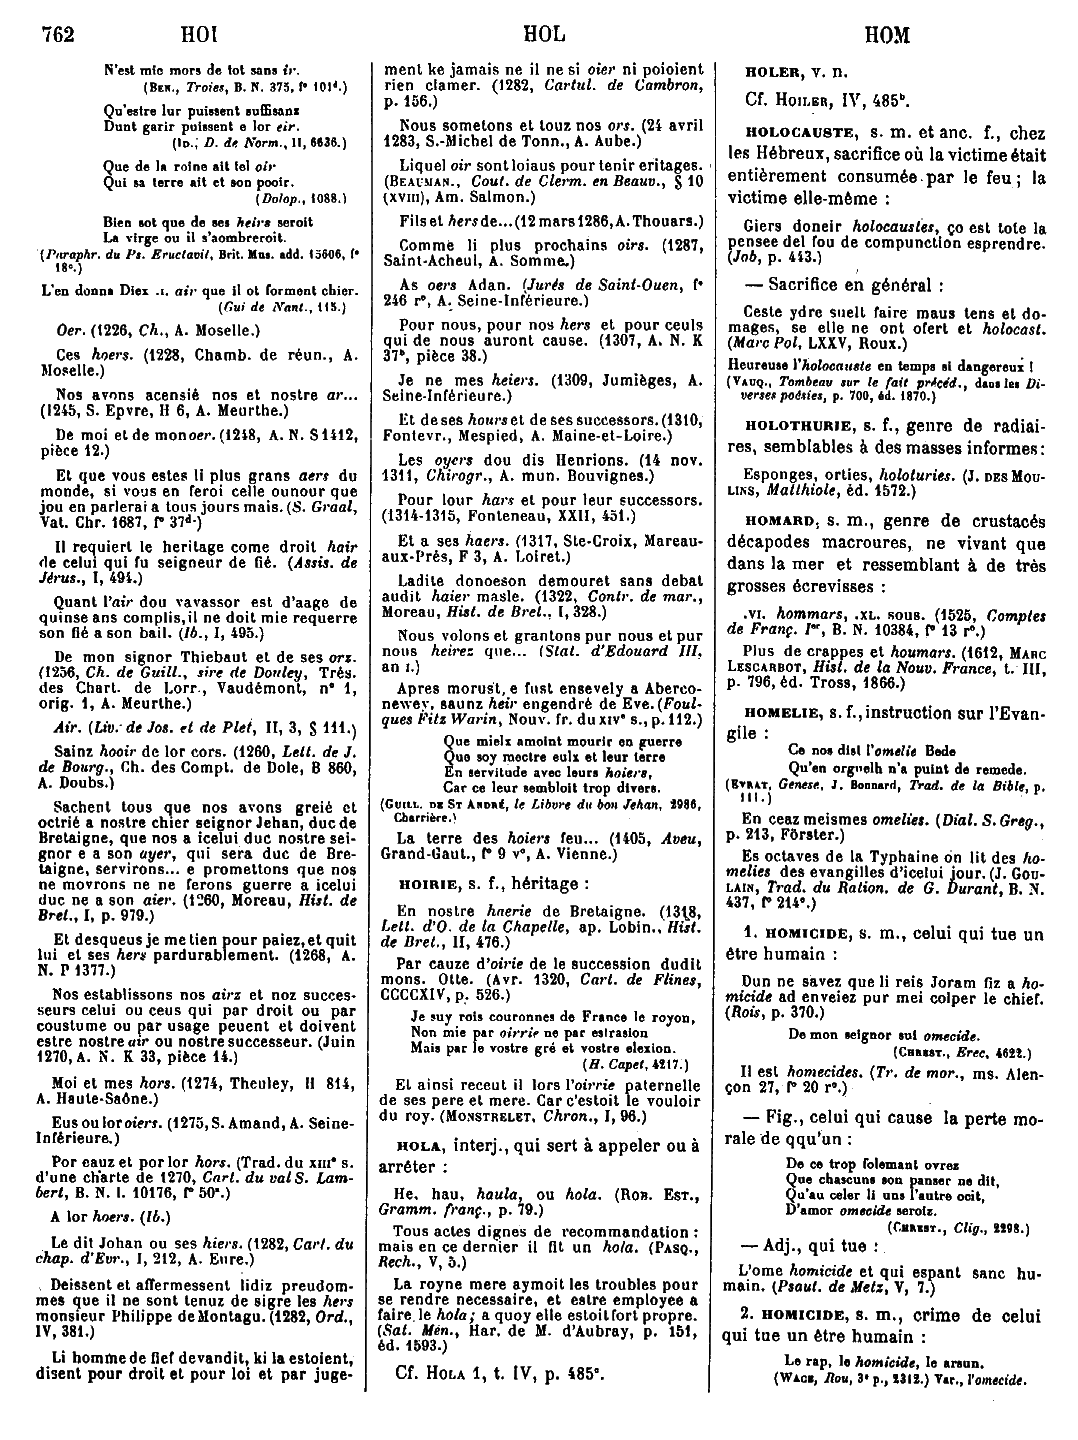 762 HOI HOL HOM
N'est mie mors de tot sans ir.
(BEN., Troies, B. N. 375, f° 101ᵈ.)
Qu'estre lur puissent suffisanz
Dunt garir puissent e lor eir.
(ID., D. de Norm., II, 6636.)
Que de la roine ait tel oir
Qui sa terre ait et son pooir.
(Dolop., 1088.)
Bien sot que de ses heirs seroit
La virge ou il s'aombreroit.
(Paraphr. du Ps. Eructavit, Brit. Mus. add. 15606, f°
18ᶜ.)
L'en donna Diex .I. air que il ot forment chier.
(Gui de Nant., 115.)
Oer. (1226, Ch., A. Moselle.)
Ces hoers. (1228, Chamb. de réun., A.
Moselle.)
Nos avons acensié nos et nostre ar...
(1245, S. Epvre, H 6, A. Meurthe.)
De moi et de mon oer. (1248, A. N. S 1412,
pièce 12.)
Et que vous estes li plus grans aers du
monde, si vous en feroi celle ounour que
jou en parlerai a tous jours mais. (S. Graal,
Vat. Chr. 1687, f° 37ᵈ.)
Il requiert le heritage come droit hair
de celui qui fu seigneur de fié. (Assis. de
Jérus., I, 494.)
Quant l'air dou vavassor est d'aage de
quinse ans complis, il ne doit mie requerre
son fié a son bail. (Ib., I, 495.)
De mon signor Thiebaut et de ses ors.
(1256, Ch. de Guill., sire de Douley, Trés.
des Chart. de Lorr., Vaudémont, n° 1,
orig. 1, A. Meurthe.)
Air. (Liv. de Jos. et de Plet, II, 3, § 111.)
Sainz hooir de lor cors. (1260, Lett. de J.
de Bourg., Ch. des Compt. de Dole, B 860,
A. Doubs.)
Sachent tous que nos avons greié et
octrié a nostre chier seignor Jehan, duc de
Bretaigne, que nos a icelui duc nostre sei-
gnor e a son ayer, qui sera duc de Bre-
taigne, servirons... e promettons que nos
ne movrons ne ne ferons guerre a icelui
duc ne a son aier. (1260, Moreau, Hist. de
Bret., I, p. 979.)
Et desqueus je me tien pour paiez, et quit
lui et ses hers pardurablement. (1268, A.
N. P 1377.)
Nos establissons nos airz et noz succes-
seurs celui ou ceus qui par droit ou par
coustume ou par usage peuent et doivent
estre nostre air ou nostre successeur. (Juin
1270, A. N. K 33, pièce 14.)
Moi et mes hors. (1274, Theuley, H 814,
A. Haute-Saône.)
Eus ou lor oiers. (1275, S. Amand, A. Seine-
Inférieure.)
Por eauz et por lor hors. (Trad. du XIIIᵉ s.
d'une charte de 1270, Cart. du val S. Lam-
bert, B. N. l. 10176, f° 50ᵃ.)
A lor hoers. (Ib.)
Le dit Johan ou ses hiers. (1282, Cart. du
chap. d'Evr., I, 212, A. Eure.)
Deissent et affermessent lidiz preudom-
mes que il ne sont tenuz de sigre les hers
monsieur Philippe de Montagu. (1282, Ord.,
IV, 381.)
Li homme de fief devandit, ki la estoient,
disent pour droit et pour loi et par juge-
ment ke jamais ne il ne si oier ni poioient
rien clamer. (1282, Cartul. de Cambron,
p. 156.)
Nous sometons et touz nos ors. (24 avril
1283, S.-Michel de Tonn., A. Aube.)
Liquel oir sont loiaus pour tenir eritages.
(BEAUMAN., Cout. de Clerm. en Beauv., § 10
(XVIII), Am. Salmon.)
Fils et hers de... (12 mars 1286, A. Thouars.)
Comme li plus prochains oirs. (1287,
Saint-Acheul, A. Somme.)
As oers Adan. (Jurés de Saint-Ouen, f°
246 r°, A. Seine-Inférieure.)
Pour nous, pour nos hers et pour ceuls
qui de nous auront cause. (1307, A. N. K
37ᵇ, pièce 38.)
Je ne mes heiers. (1309, Jumièges, A.
Seine-Inférieure.)
Et de ses hours et de ses successors. (1310,
Fontevr., Mespied, A. Maine-et-Loire.)
Les oyers dou dis Henrions. (14 nov.
1311, Chirogr., A. mun. Bouvignes.)
Pour lour hars et pour leur successors.
(1314-1315, Fonteneau, XXII, 451.)
Et a ses haers. (1317, Ste-Croix, Mareau-
aux-Prés, F 3, A. Loiret.)
Ladite donoeson demouret sans debat
audit haier masle. (1322, Contr. de mar.,
Moreau, Hist. de Bret., I, 328.)
Nous volons et grantons pur nous et pur
nous heirez que... (Stat. d'Edouard III,
an I.)
Apres morust, e fust ensevely a Aberco-
newey, saunz heir engendré de Eve. (Foul-
ques Fitz Warin, Nouv. fr. du XIVᵉ s., p. 112.)
Que mielx amoint mourir en guerre
Que soy mectre eulx et leur terre
En servitude avec leurs hoiers,
Car ce leur sembloit trop divers.
(GUILL. DE ST ANDRÉ, le Libvre du bon Jehan, 2986,
Charrière.)
La terre des hoiers feu... (1405, Aveu,
Grand-Gaut., f° 9 v°, A. Vienne.)
HOIRIE, s. f., héritage :
En nostre haerie de Bretaigne. (1318,
Lett. d'O. de la Chapelle, ap. Lobin., Hist.
de Bret., II, 476.)
Par cauze d'oirie de le succession dudit
mons. Otte. (Avr. 1320, Cart. de Flines,
CCCCXIV, p. 526.)
Je suy rois couronnes de France le royon,
Non mie par oirrie ne par estrasion
Mais par le vostre gré et vostre elexion.
(H. Capet, 4217.)
Et ainsi receut il lors l'oirrie paternelle
de ses pere et mere. Car c'estoit le vouloir
du roy. (MONSTRELET, Chron., I, 96.)
HOLA, interj., qui sert à appeler ou à
arrêter :
He, hau, haula, ou hola. (ROB. EST.,
Gramm. franç., p. 79.)
Tous actes dignes de recommandation :
mais en ce dernier il fit un hola. (PASQ.,
Rech., V, 5.)
La royne mere aymoit les troubles pour
se rendre necessaire, et estre employee a
faire le hola ; a quoy elle estoit fort propre.
(Sat. Mén., Har. de M. d'Aubray, p. 151,
éd. 1593.)
Cf. HOLA 1, t. IV, p. 485ᶜ.
HOLER, v. n.
Cf. HOILER, IV, 485ᵇ.
HOLOCAUSTE, s. m. et anc. f., chez
les Hébreux, sacrifice où la victime était
entièrement consumée par le feu ; la
victime elle-même :
Giers doneir holocaustes, ço est tote la
pensee del fou de compunction esprendre.
(Job, p. 443.)
— Sacrifice en général :
Ceste ydre suelt faire maus tens et do-
mages, se elle ne ont ofert et holocast.
(Marc Pol, LXXV, Roux.)
Heureuse l'holocauste en temps si dangereux !
(VAUQ., Tombeau sur le fait précéd., dans les Di-
verses poésies, p. 700, éd. 1870.)
HOLOTHURIE, s. f., genre de radiai-
res, semblables à des masses informes :
Esponges, orties, holoturies. (J. DES MOU-
LINS, Matthiole, éd. 1572.)
HOMARD, s. m., genre de crustacés
décapodes macroures, ne vivant que
dans la mer et ressemblant à de très
grosses écrevisses :
.VI. hommars, .XL. sous. (1525, Comptes
de Franç. Iᵉʳ, B. N. 10384, f° 13 r°.)
Plus de crappes et houmars. (1612, MARC
LESCARBOT, Hist. de la Nouv. France, t. III,
p. 796, éd. Tross, 1866.)
HOMELIE, s. f., instruction sur l'Evan-
gile :
Ce nos dist l'omelie Bede
Qu'en orguelh n'a puint de remede.
(EVRAT, Genese, J. Bonnard, Trad. de la Bible, p.
111.)
En ceaz meismes omelies. (Dial. S. Greg.,
p. 213, Förster.)
Es octaves de la Typhaine on lit des ho-
melies des evangilles d'icelui jour. (J. GOU-
LAIN, Trad. du Ration. de G. Durant, B. N.
437, f° 214ᵃ.)
1. HOMICIDE, s. m., celui qui tue un
être humain :
Dun ne savez que li reis Joram fiz a ho-
micide ad enveiez pur mei colper le chief.
(Rois, p. 370.)
De mon seignor sui omecide.
(CHREST., Erec, 4622.)
Il est homecides. (Tr. de mor., ms. Alen-
çon 27, f° 20 r°.)
— Fig., celui qui cause la perte mo-
rale de qqu'un :
De ce trop folemant ovrez
Que chascuns son panser ne dit,
Qu'au celer li uns l'autre ocit,
D'amor omecide seroiz.
(CHREST., Clig., 2298.)
— Adj., qui tue :
L'ome homicide et qui espant sanc hu-
main. (Psaut. de Metz, V, 7.)
2. HOMICIDE, s. m., crime de celui
qui tue un être humain :
Le rap, le homicide, le arsun.
(WACE, Rou, 3ᵉ p., 2312.) Var., l'omecide.